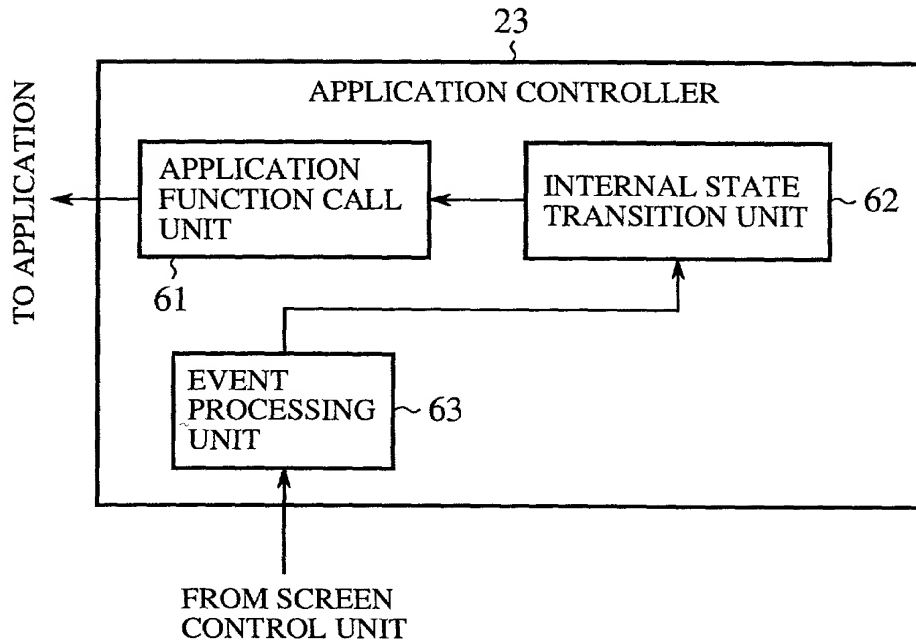 23
APPLICATION CONTROLLER
TO APPLICATION
APPLICATION
FUNCTION CALL
UNIT
61
INTERNAL STATE
TRANSITION UNIT
62
EVENT
PROCESSING
UNIT
63
FROM SCREEN
CONTROL UNIT